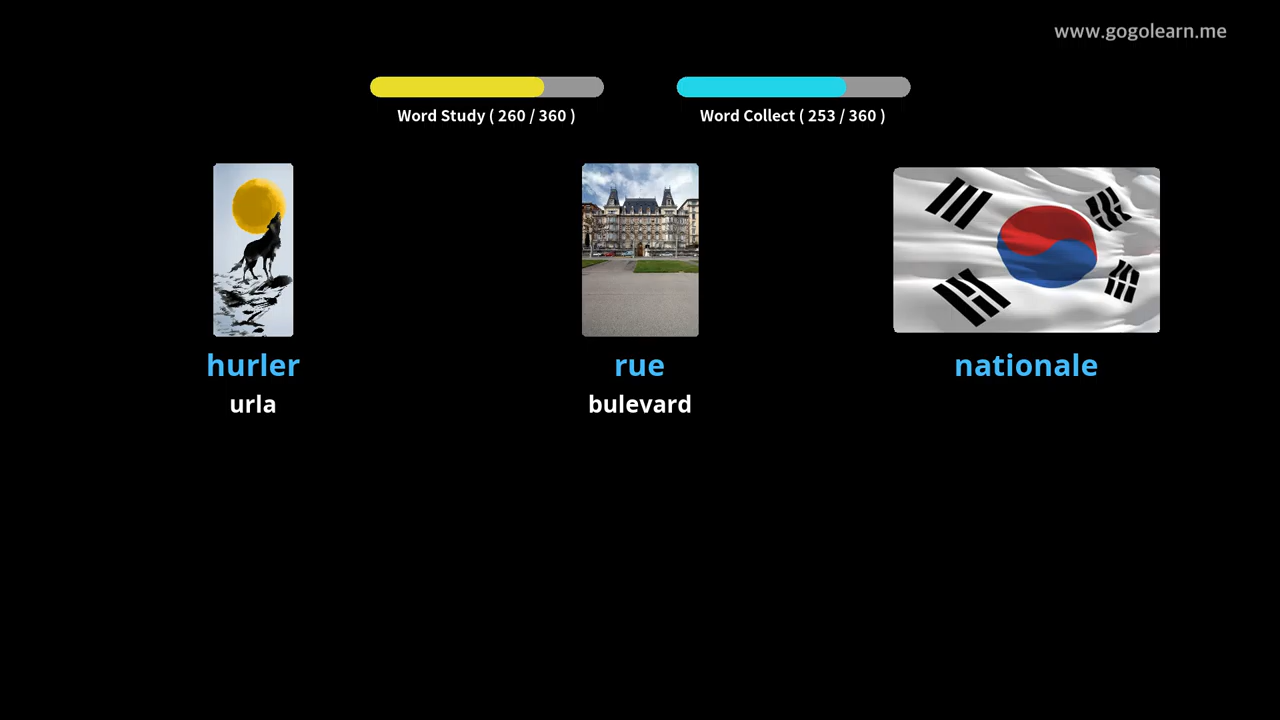 www.gogolearn.me
Word Study ( 260 / 360 )
Word Collect ( 253 / 360 )
hurler
urla
rue
bulevard
nationale